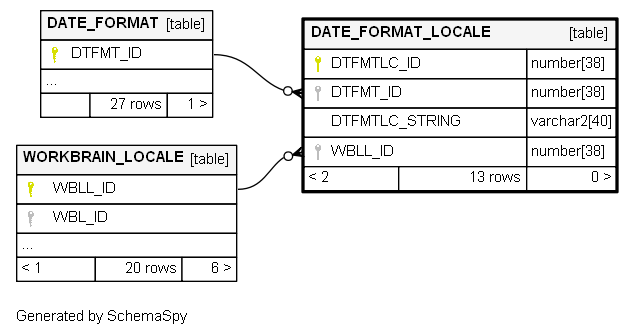 DATE_FORMAT [table]
DTFMT_ID
...
27 rows 1 >
DATE_FORMAT_LOCALE [table]
DTFMTLC_ID number[38]
DTFMT_ID number[38]
DTFMTLC_STRING varchar2[40]
WBLL_ID number[38]
< 2 13 rows 0 >
WORKBRAIN_LOCALE [table]
WBLL_ID
WBL_ID
...
< 1 20 rows 6 >
Generated by SchemaSpy